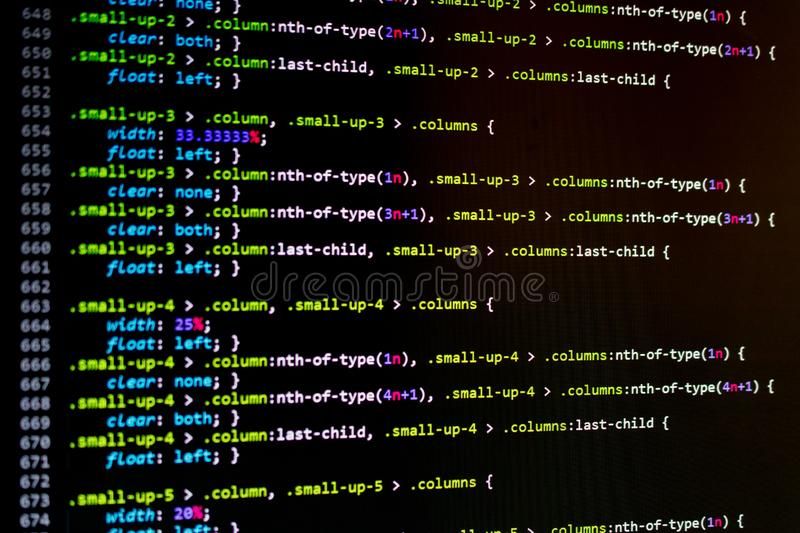 clear: none; } .small-up-2 > .columns:nth-of-type(1n) {
648 .small-up-2 > .column:nth-of-type(2n+1), .small-up-2 > .columns:nth-of-type(2n+1) {
649 clear: both; }
650 .small-up-2 > .column:last-child, .small-up-2 > .columns:last-child {
651 float: left; }
652
653 .small-up-3 > .column, .small-up-3 > .columns {
654 width: 33.33333%;
655 float: left; }
656 .small-up-3 > .column:nth-of-type(1n), .small-up-3 > .columns:nth-of-type(1n) {
657 clear: none; }
658 .small-up-3 > .column:nth-of-type(3n+1), .small-up-3 > .columns:nth-of-type(3n+1) {
659 clear: both; }
660 .small-up-3 > .column:last-child, .small-up-3 > .columns:last-child {
661 float: left; }
dreamstime
663 .small-up-4 > .column, .small-up-4 > .columns {
664 width: 25%;
665 float: left; }
666 .small-up-4 > .column:nth-of-type(1n), .small-up-4 > .columns:nth-of-type(1n) {
667 clear: none; }
668 .small-up-4 > .column:nth-of-type(4n+1), .small-up-4 > .columns:nth-of-type(4n+1) {
669 clear: both; }
670 .small-up-4 > .column:last-child, .small-up-4 > .columns:last-child {
671 float: left; }
672
673 .small-up-5 > .column, .small-up-5 > .columns {
674 width: 20%;
float: left; }
.small-up-5 > .columns:nth-of-type(1n) {